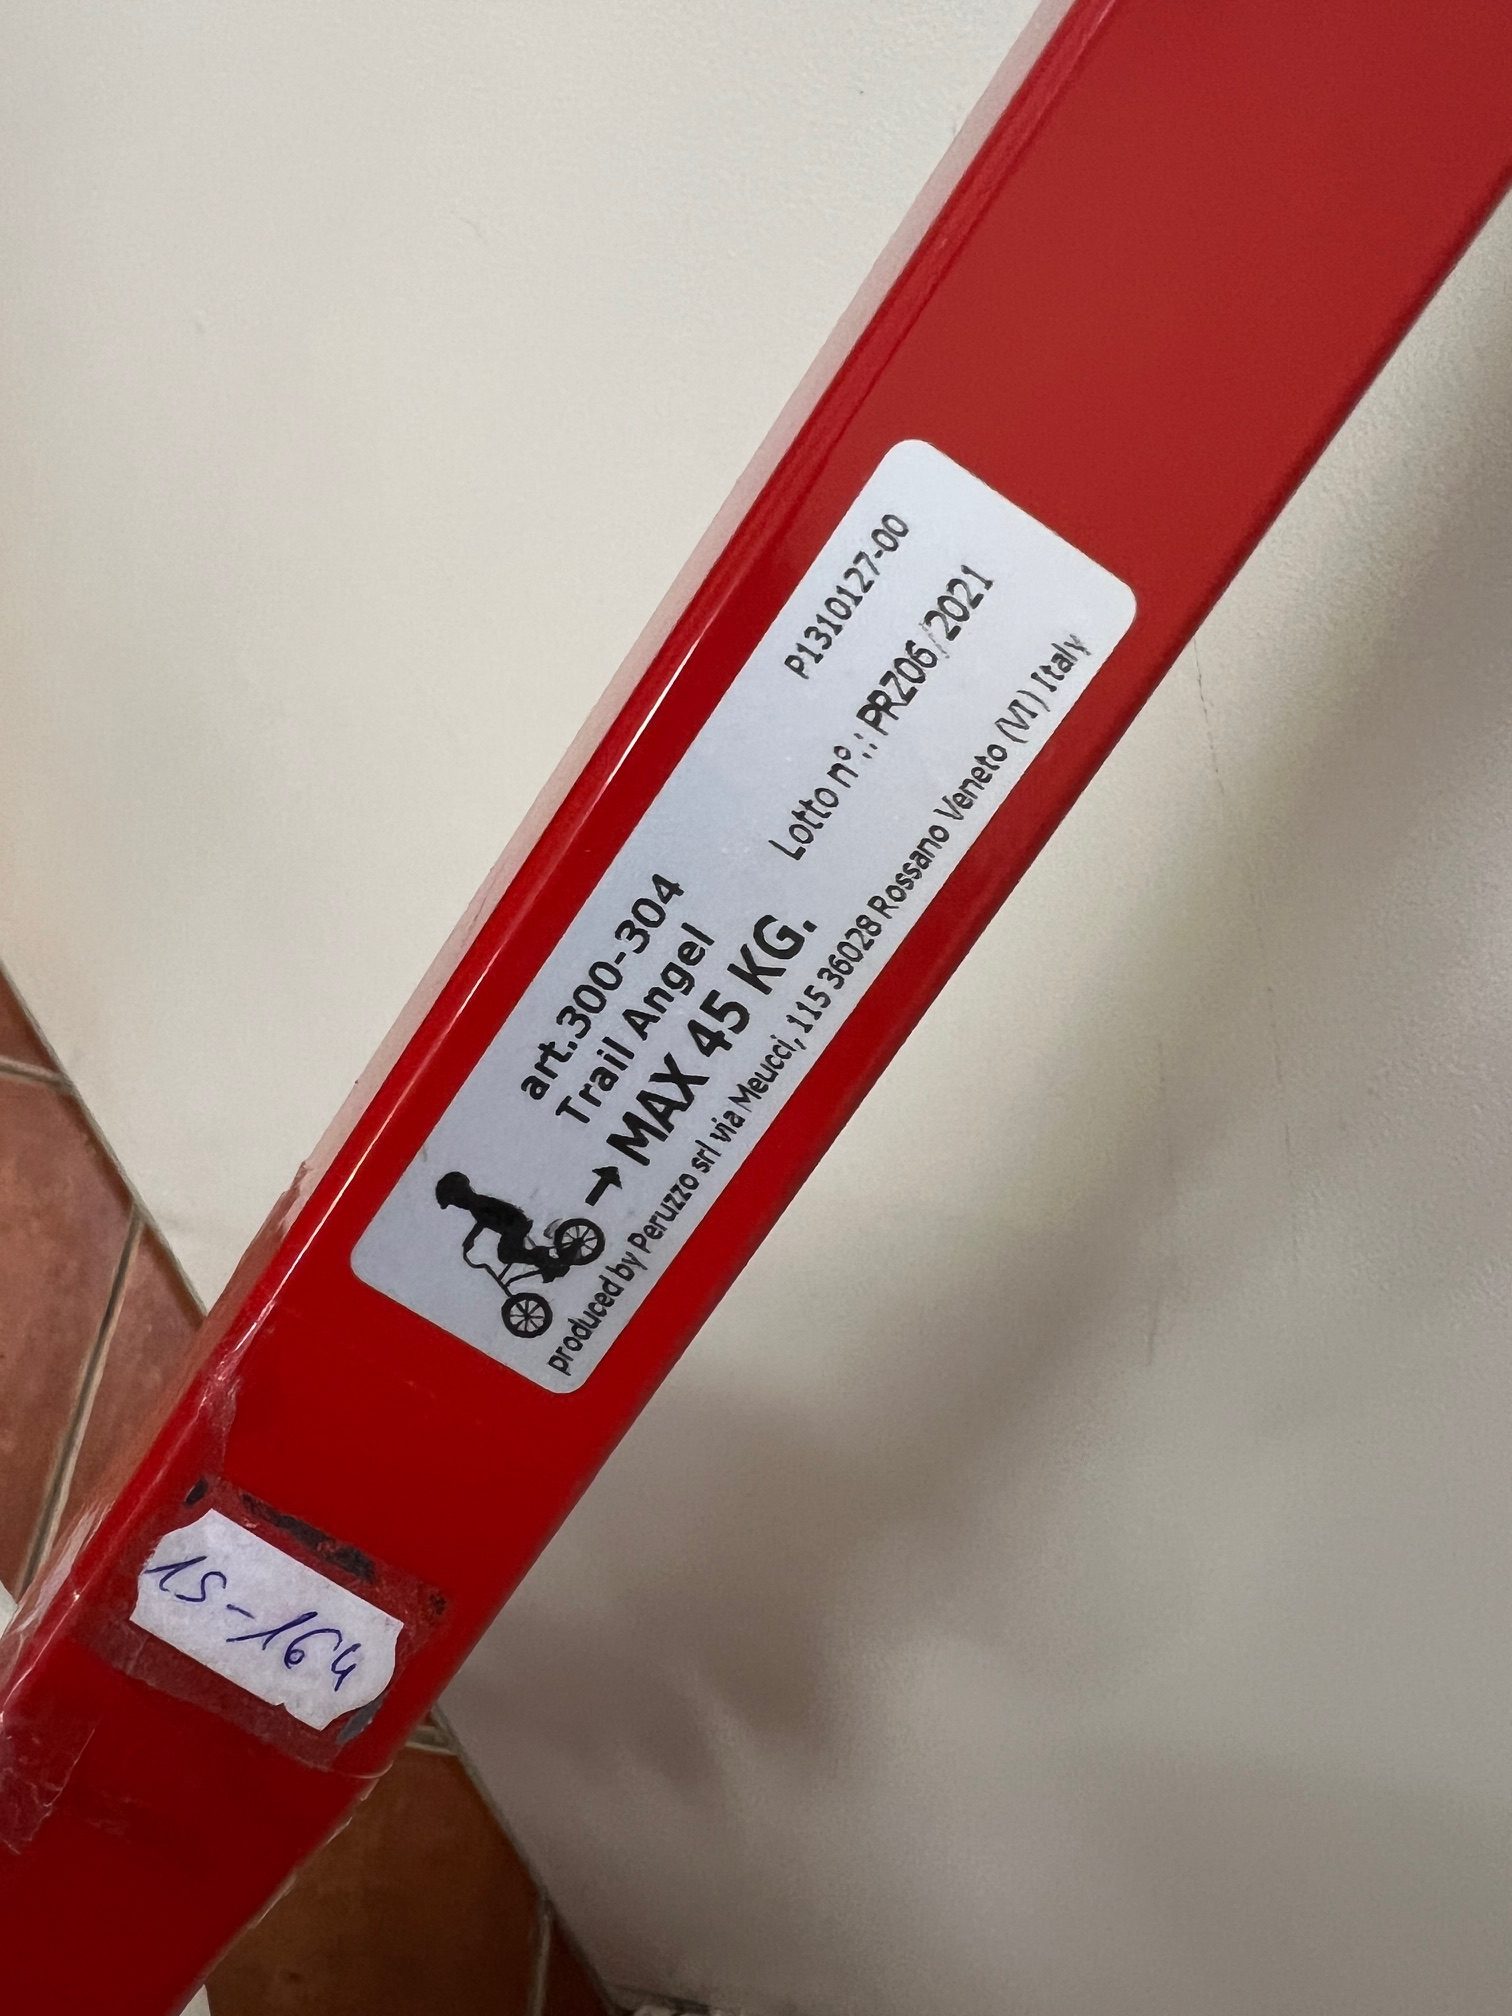 P1310127-00
art.300-304
Trail Angel
Lotto nº.: PRZ06/2021
MAX 45 KG.
produced by Peruzzo srl via Meucci, 115 36028 Rossano Veneto (VI) Italy
15-164